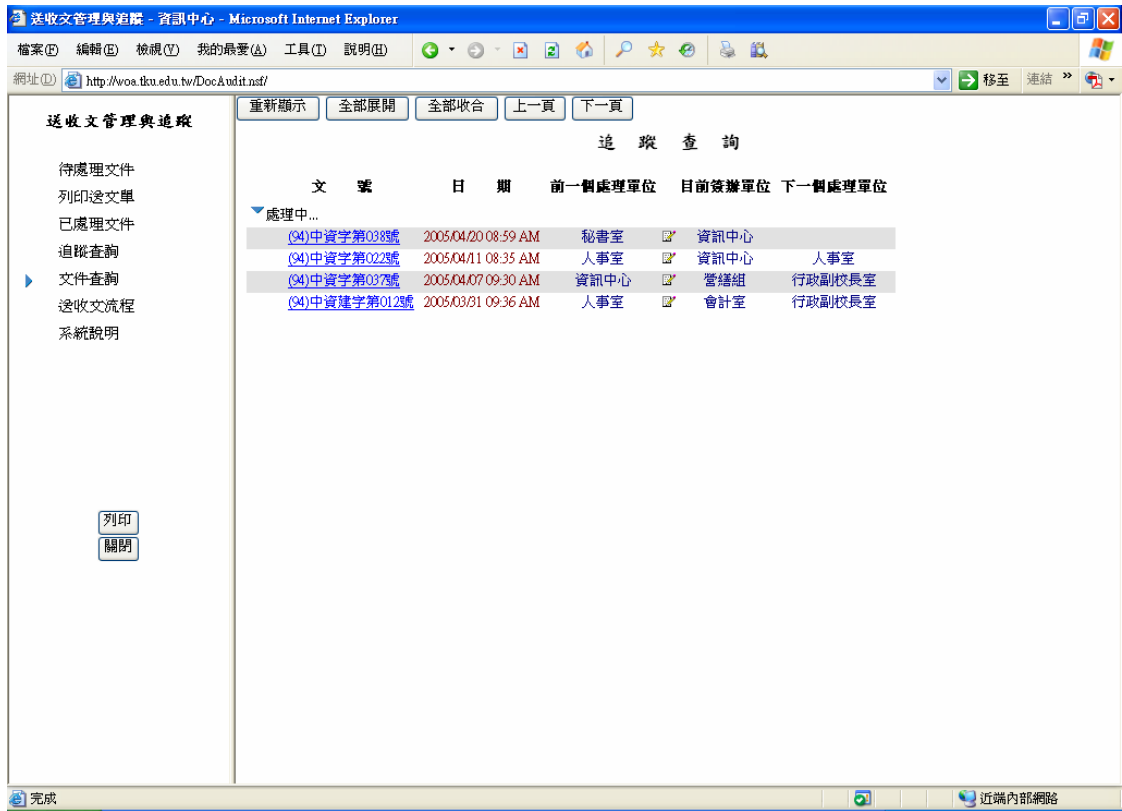 送收文管理與追蹤 - 資訊中心 - Microsoft Internet Explorer
檔案(F) 編輯(E) 檢視(V) 我的最愛(A) 工具(T) 說明(H)
網址(D) http://woa.tku.edu.tw/DocAudit.nsf/ 移至 連結 »
送收文管理與追蹤
待處理文件
列印送文單
已處理文件
追蹤查詢
文件查詢
送收文流程
系統說明
列印
關閉
重新顯示 全部展開 全部收合 上一頁 下一頁
追 蹤 查 詢
文 號 日 期 前一個處理單位 目前簽辦單位 下一個處理單位
處理中...
(94)中資字第038號 2005/04/20 08:59 AM 秘書室 資訊中心
(94)中資字第022號 2005/04/11 08:35 AM 人事室 資訊中心 人事室
(94)中資字第037號 2005/04/07 09:30 AM 資訊中心 營繕組 行政副校長室
(94)中資建字第012號 2005/03/31 09:36 AM 人事室 會計室 行政副校長室
完成 近端內部網路